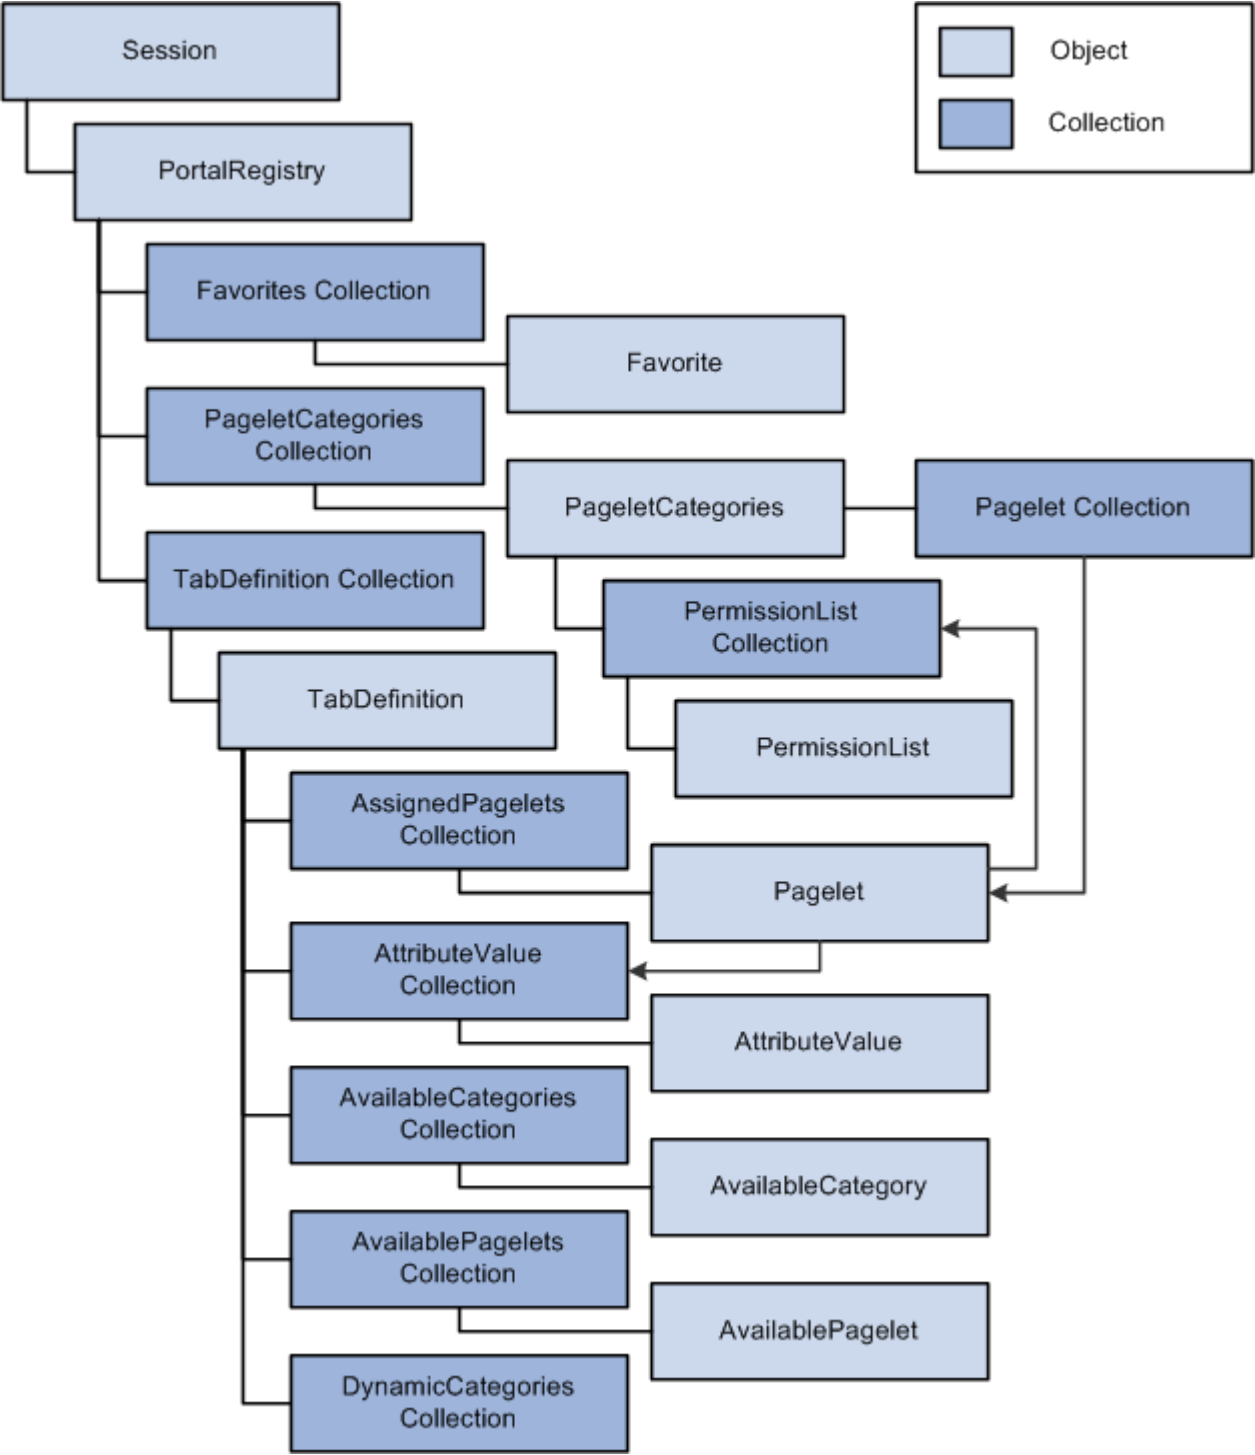 Session
Object
Collection
PortalRegistry
Favorites Collection
Favorite
PageletCategories
Collection
PageletCategories
Pagelet Collection
TabDefinition Collection
PermissionList
Collection
TabDefinition
PermissionList
AssignedPagelets
Collection
Pagelet
AttributeValue
Collection
AttributeValue
AvailableCategories
Collection
AvailableCategory
AvailablePagelets
Collection
AvailablePagelet
DynamicCategories
Collection